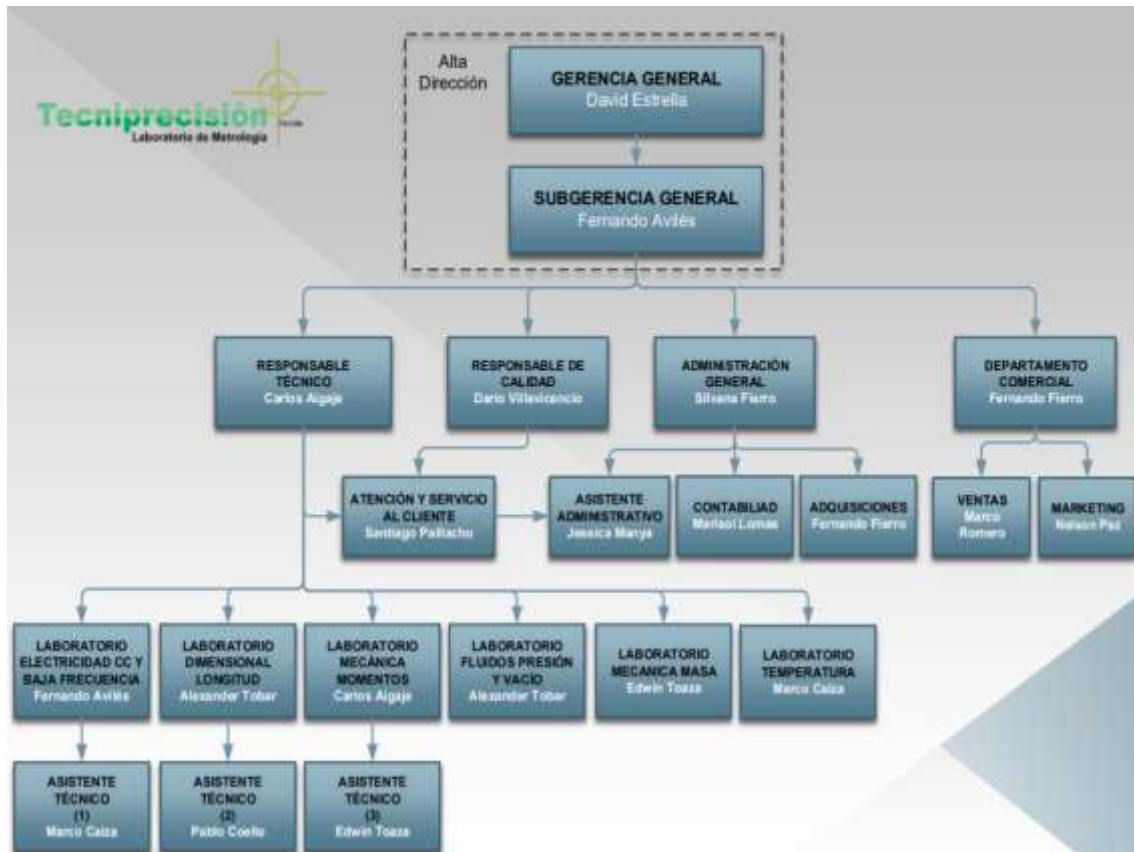 Alta
Dirección
GERENCIA GENERAL
David Estrella
Tecniprecisión
Laboratorio de Metrología
SUBGERENCIA GENERAL
Fernando Avilés
RESPONSABLE
TÉCNICO
Carlos Aigaje
RESPONSABLE DE
CALIDAD
Darío Villavicencio
ADMINISTRACIÓN
GENERAL
Silvana Fierro
DEPARTAMENTO
COMERCIAL
Fernando Fierro
ATENCIÓN Y SERVICIO
AL CLIENTE
Santiago Paillacho
ASISTENTE
ADMINISTRATIVO
Jessica Manya
CONTABILIAD
Marisol Lomas
ADQUISICIONES
Fernando Fierro
VENTAS
Marco
Romero
MARKETING
Nelson Paz
LABORATORIO
ELECTRICIDAD CC Y
BAJA FRECUENCIA
Fernando Avilés
LABORATORIO
DIMENSIONAL
LONGITUD
Alexander Tobar
LABORATORIO
MECÁNICA
MOMENTOS
Carlos Aigaje
LABORATORIO
FLUIDOS PRESIÓN
Y VACÍO
Alexander Tobar
LABORATORIO
MECANICA MASA
Edwin Toaza
LABORATORIO
TEMPERATURA
Marco Caiza
ASISTENTE
TÉCNICO
(1)
Marco Caiza
ASISTENTE
TÉCNICO
(2)
Pablo Coello
ASISTENTE
TÉCNICO
(3)
Edwin Toaza